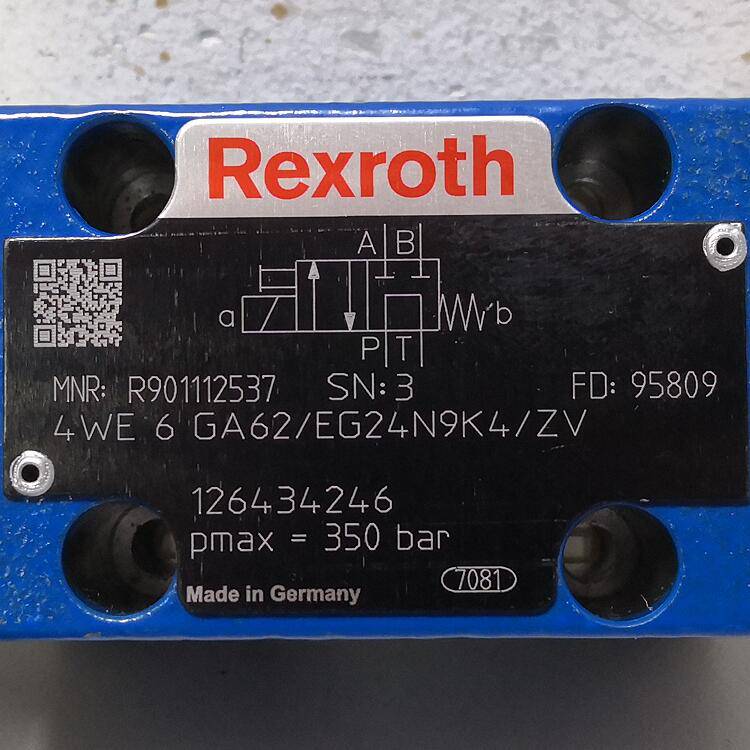 Rexroth
A B
a b
P T
MNR: R901112537 SN: 3 FD: 95809
4WE 6 GA62/EG24N9K4/ZV
126434246
pmax = 350 bar
7081
Made in Germany